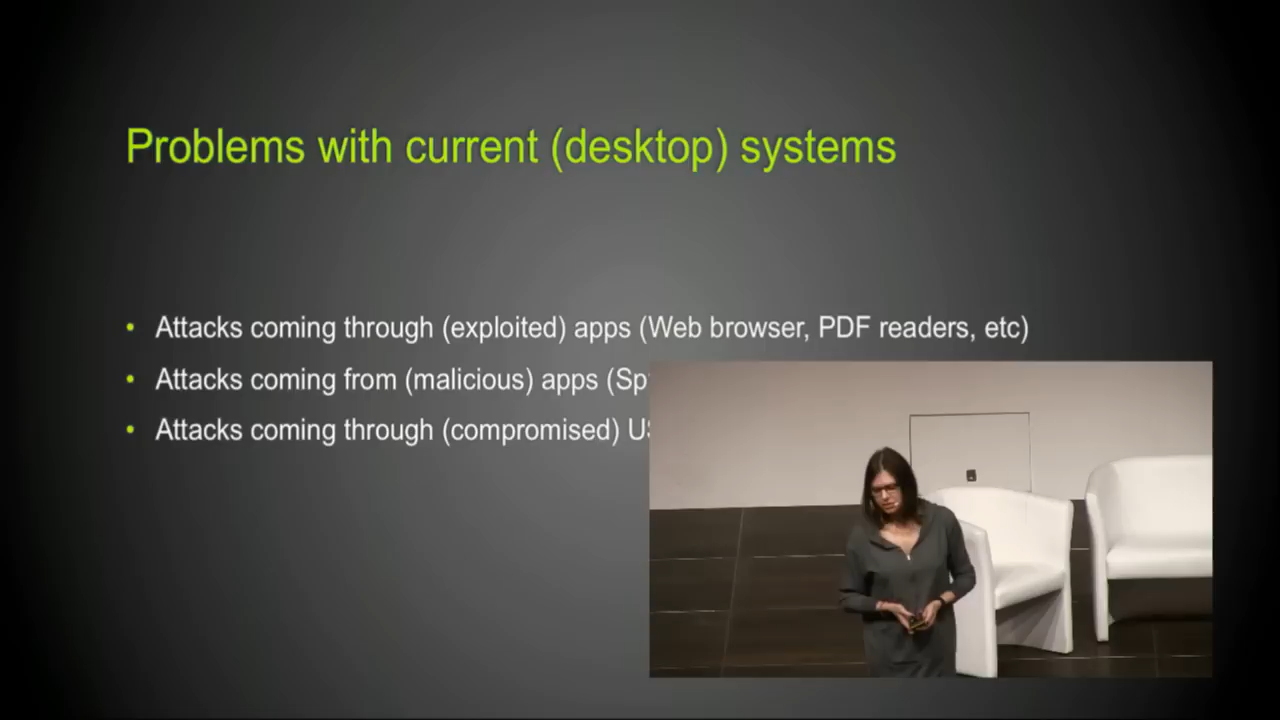 Problems with current (desktop) systems
• Attacks coming through (exploited) apps (Web browser, PDF readers, etc)
• Attacks coming from (malicious) apps
• Attacks coming through (compromised)